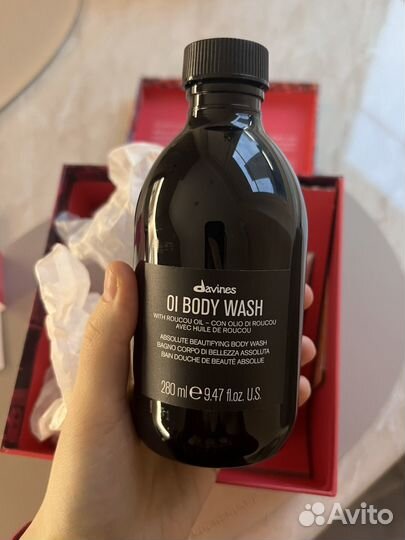 davines
OI BODY WASH
WITH ROUCOU OIL – CON OLIO DI ROUCOU
AVEC HUILE DE ROUCOU
ABSOLUTE BEAUTIFYING BODY WASH
BAGNO CORPO DI BELLEZZA ASSOLUTA
BAIN DOUCHE DE BEAUTÉ ABSOLUE
280 ml ℮ 9.47 fl.oz. U.S.
Avito